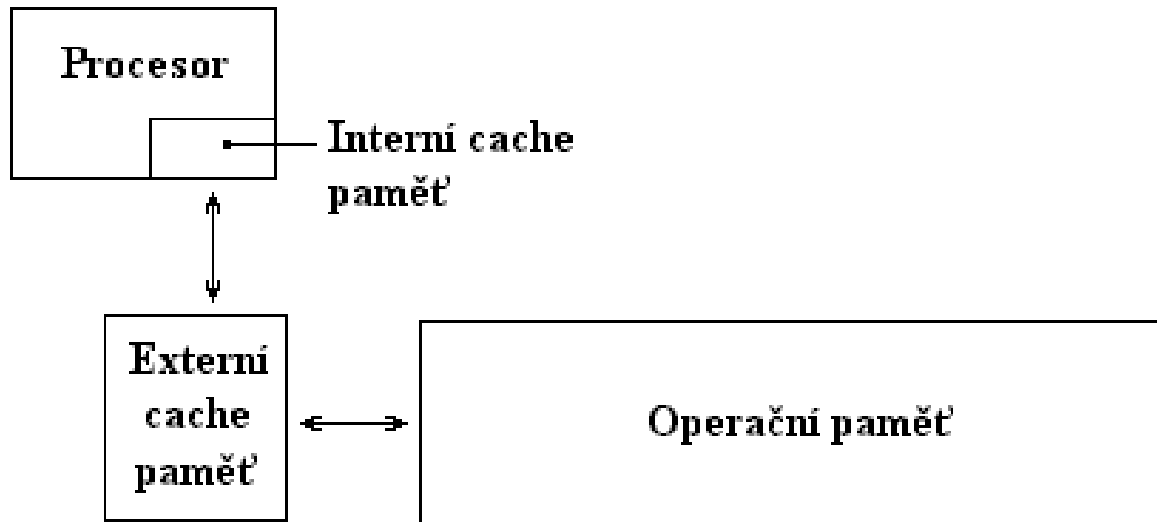 Procesor
Interní cache
paměť
Externí
cache
paměť
Operační paměť